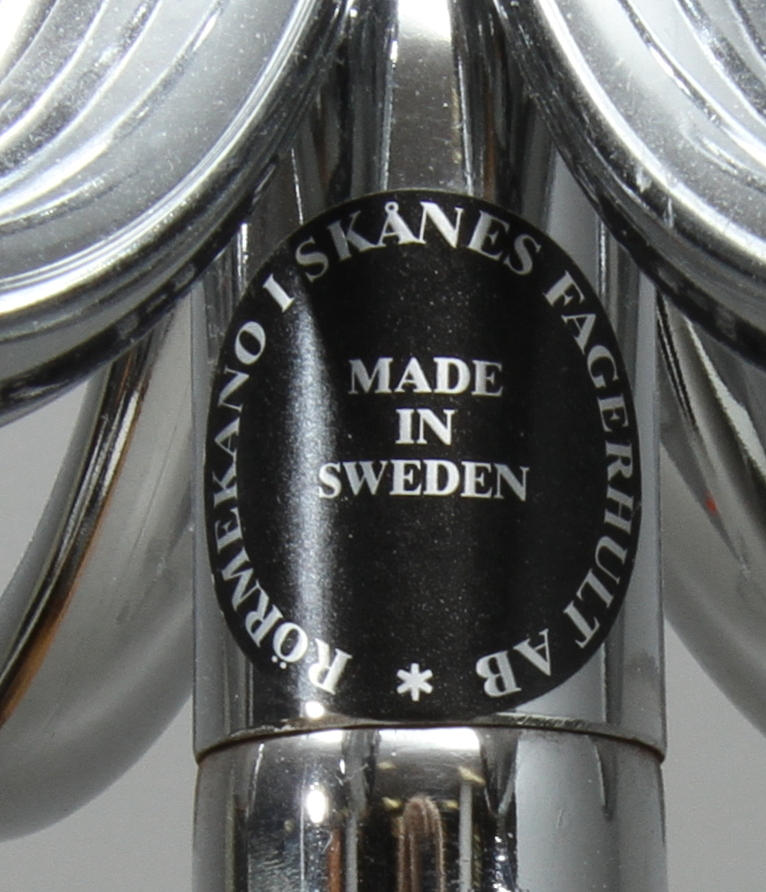 RÖRMEKANO I SKÅNES FAGERHULT AB *
MADE
IN
SWEDEN